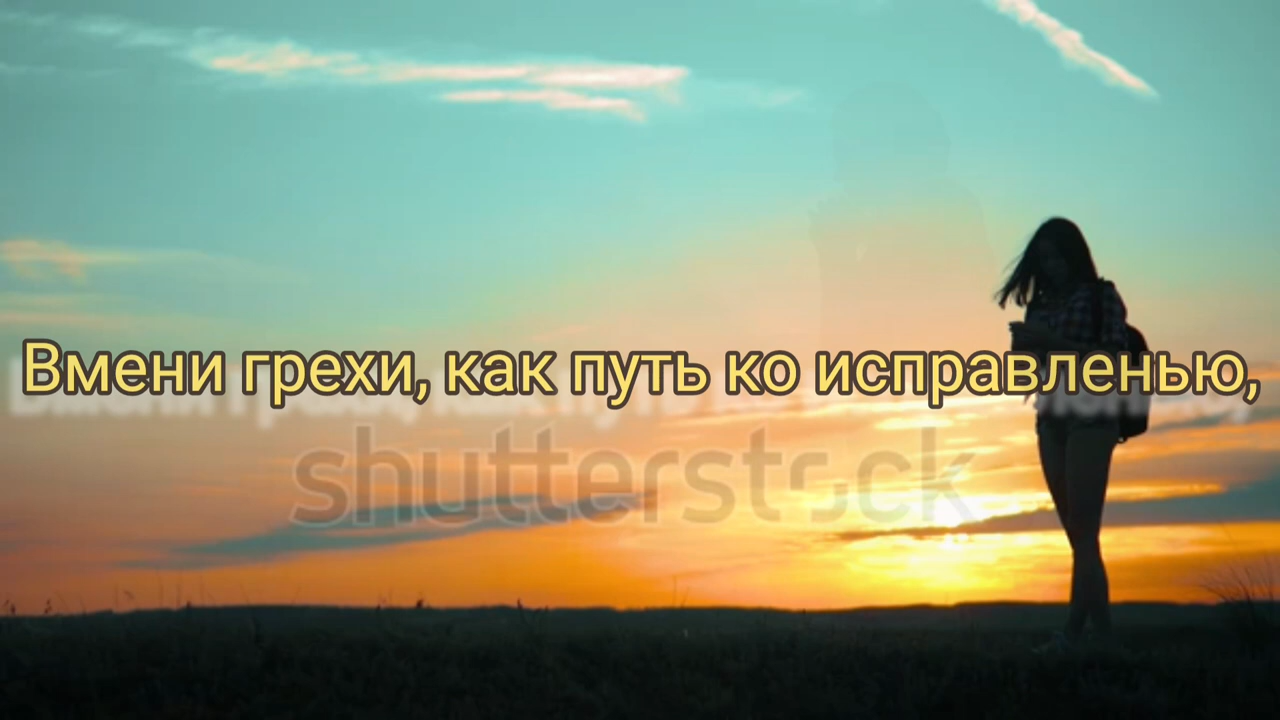 Вмени грехи, как путь ко исправленью,
shutterstock